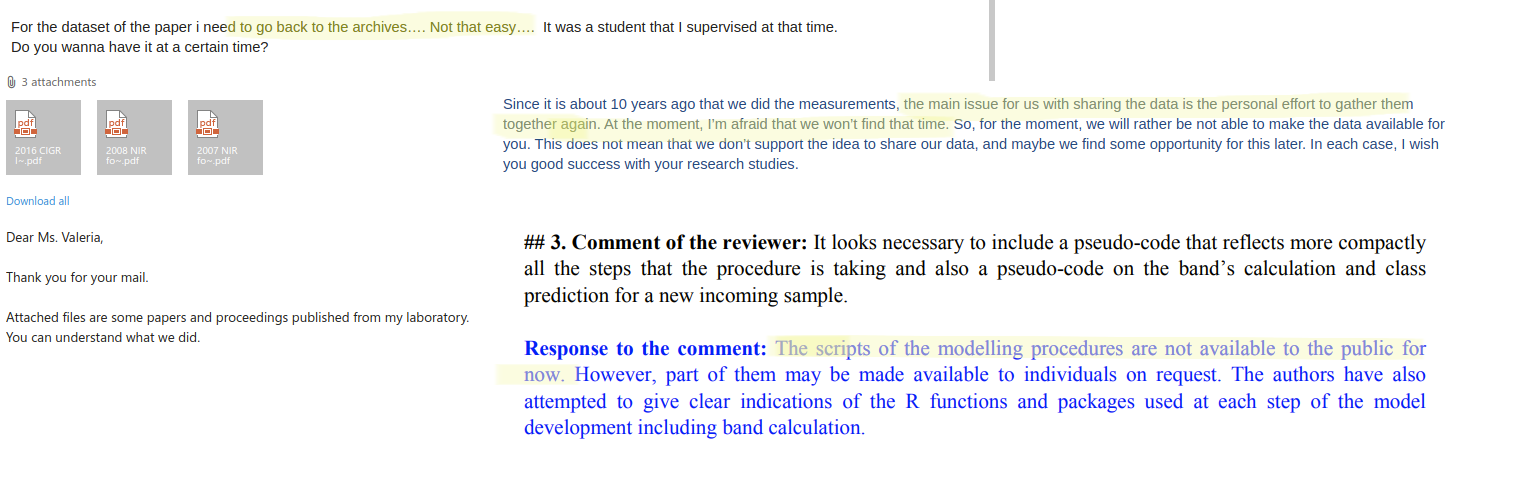 For the dataset of the paper i need to go back to the archives.... Not that easy.... It was a student that I supervised at that time.
Do you wanna have it at a certain time?
3 attachments
pdf
2016 CIGR
I~.pdf
pdf
2008 NIR
fo~.pdf
pdf
2007 NIR
fo~.pdf
Download all
Dear Ms. Valeria,
Thank you for your mail.
Attached files are some papers and proceedings published from my laboratory.
You can understand what we did.
Since it is about 10 years ago that we did the measurements, the main issue for us with sharing the data is the personal effort to gather them
together again. At the moment, I'm afraid that we won't find that time. So, for the moment, we will rather be not able to make the data available for
you. This does not mean that we don't support the idea to share our data, and maybe we find some opportunity for this later. In each case, I wish
you good success with your research studies.
## 3. Comment of the reviewer: It looks necessary to include a pseudo-code that reflects more compactly
all the steps that the procedure is taking and also a pseudo-code on the band's calculation and class
prediction for a new incoming sample.
Response to the comment: The scripts of the modelling procedures are not available to the public for
now. However, part of them may be made available to individuals on request. The authors have also
attempted to give clear indications of the R functions and packages used at each step of the model
development including band calculation.